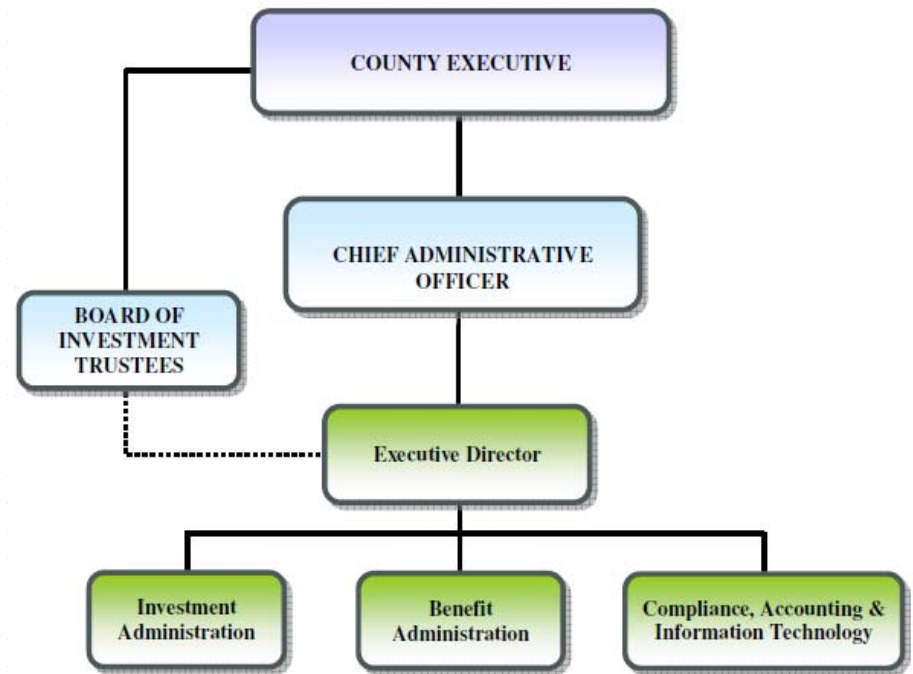 COUNTY EXECUTIVE
CHIEF ADMINISTRATIVE
OFFICER
BOARD OF
INVESTMENT
TRUSTEES
Executive Director
Investment
Administration
Benefit
Administration
Compliance, Accounting &
Information Technology